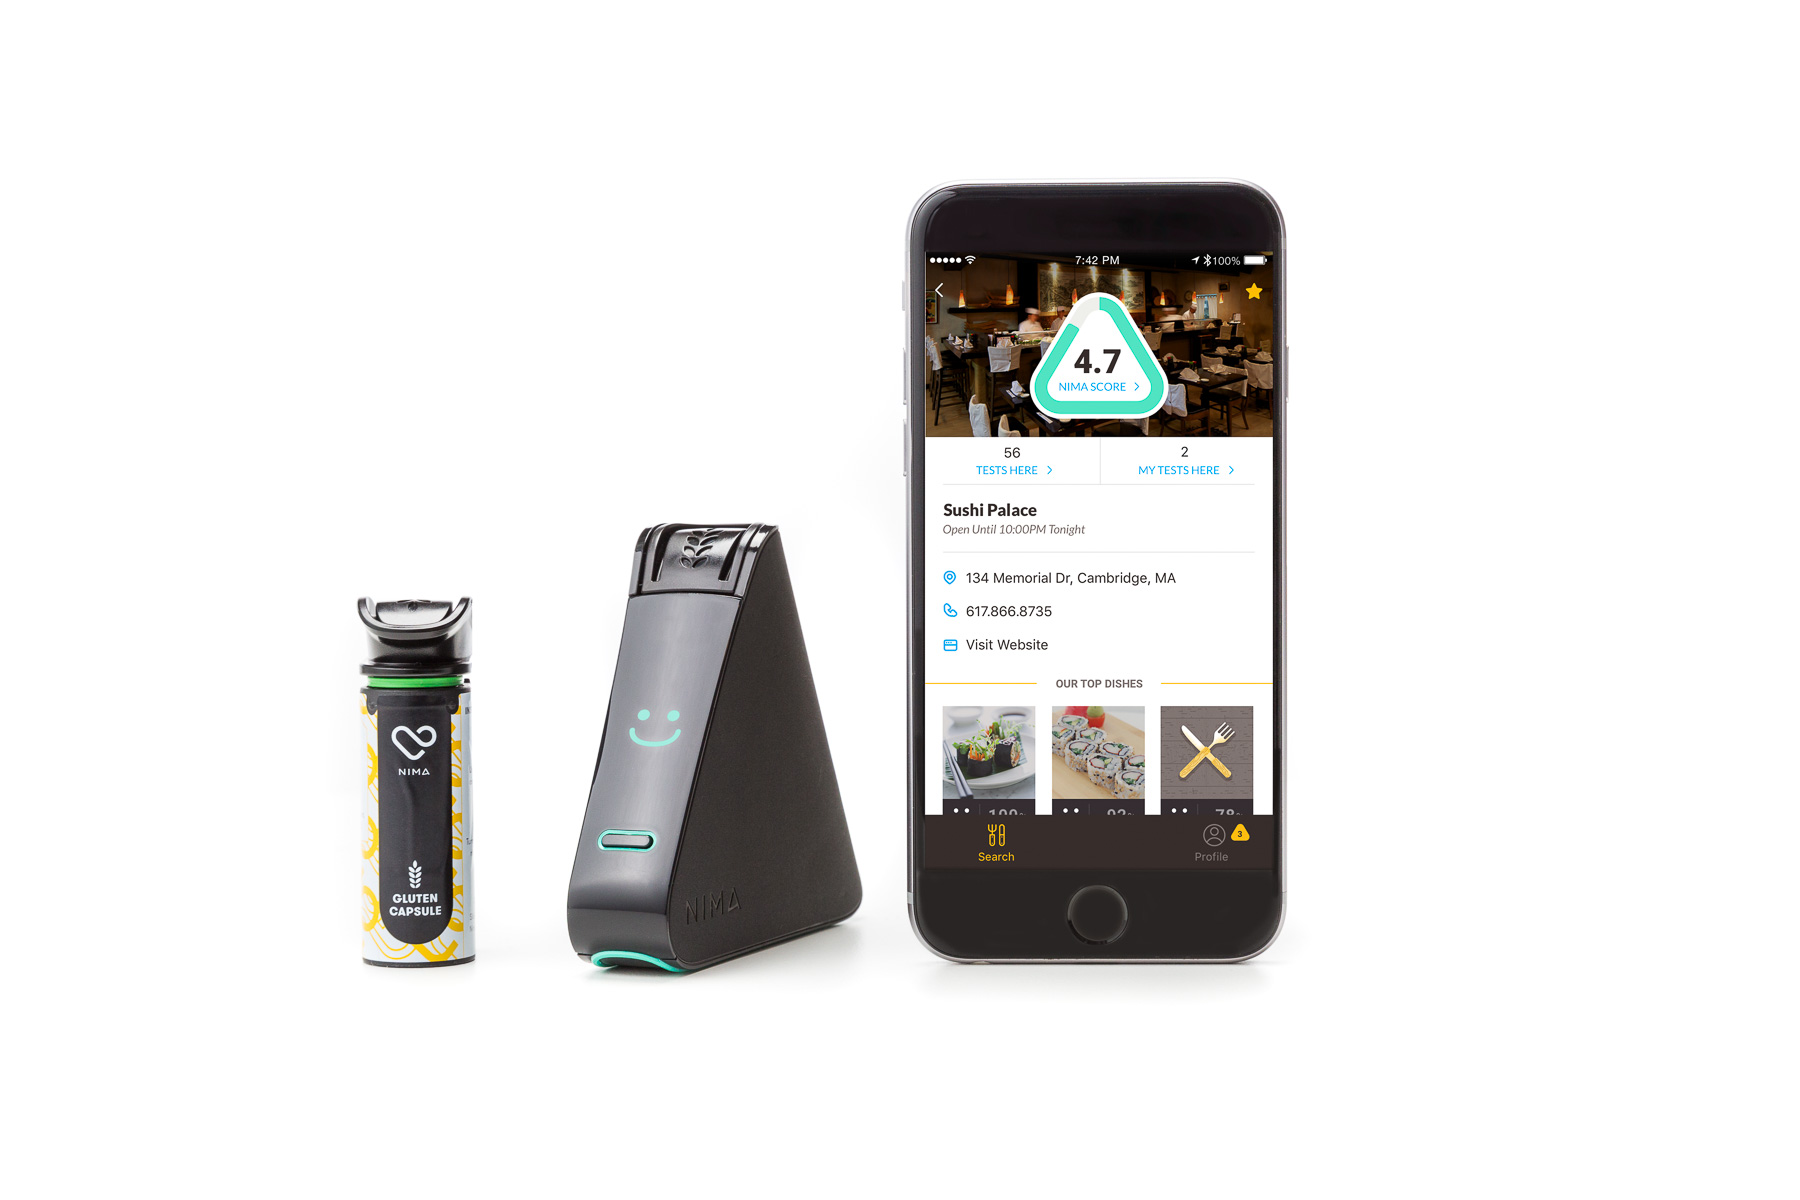 NIMA
GLUTEN
CAPSULE
NIMA
7:42 PM
100%
4.7
NIMA SCORE
56
TESTS HERE
2
MY TESTS HERE
Sushi Palace
Open Until 10:00PM Tonight
134 Memorial Dr, Cambridge, MA
617.866.8735
Visit Website
OUR TOP DISHES
Search
3
Profile